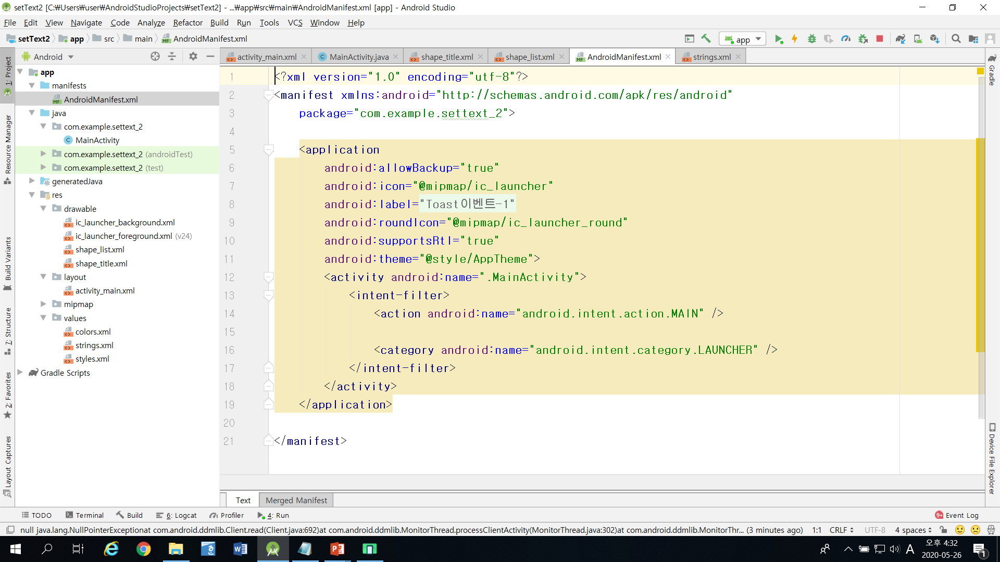 setText2 [C:₩Users₩user₩AndroidStudioProjects₩setText2] - ...₩app₩src₩main₩AndroidManifest.xml [app] - Android Studio
File Edit View Navigate Code Analyze Refactor Build Run Tools VCS Window Help
setText2 app src main AndroidManifest.xml
app
Android
activity_main.xml MainActivity.java shape_title.xml shape_list.xml AndroidManifest.xml strings.xml
1: Project
Resource Manager
Build Variants
7: Structure
2: Favorites
Layout Captures
app
manifests
AndroidManifest.xml
java
com.example.settext_2
MainActivity
com.example.settext_2 (androidTest)
com.example.settext_2 (test)
generatedJava
res
drawable
ic_launcher_background.xml
ic_launcher_foreground.xml (v24)
shape_list.xml
shape_title.xml
layout
activity_main.xml
mipmap
values
colors.xml
strings.xml
styles.xml
Gradle Scripts
1 <?xml version="1.0" encoding="utf-8"?>
2 <manifest xmlns:android="http://schemas.android.com/apk/res/android"
3 package="com.example.settext_2">
4
5 <application
6 android:allowBackup="true"
7 android:icon="@mipmap/ic_launcher"
8 android:label="Toast이벤트-1"
9 android:roundIcon="@mipmap/ic_launcher_round"
10 android:supportsRtl="true"
11 android:theme="@style/AppTheme">
12 <activity android:name=".MainActivity">
13 <intent-filter>
14 <action android:name="android.intent.action.MAIN" />
15
16 <category android:name="android.intent.category.LAUNCHER" />
17 </intent-filter>
18 </activity>
19 </application>
20
21 </manifest>
Gradle
Device File Explorer
Text Merged Manifest
TODO Terminal Build 6: Logcat Profiler 4: Run 9+ Event Log
null java.lang.NullPointerExceptionat com.android.ddmlib.Client.read(Client.java:692)at com.android.ddmlib.MonitorThread.processClientActivity(MonitorThread.java:302)at com.android.ddmlib.MonitorThr... (3 minutes ago) 1:1 CRLF UTF-8 4 spaces
A
오후 4:32
2020-05-26
1